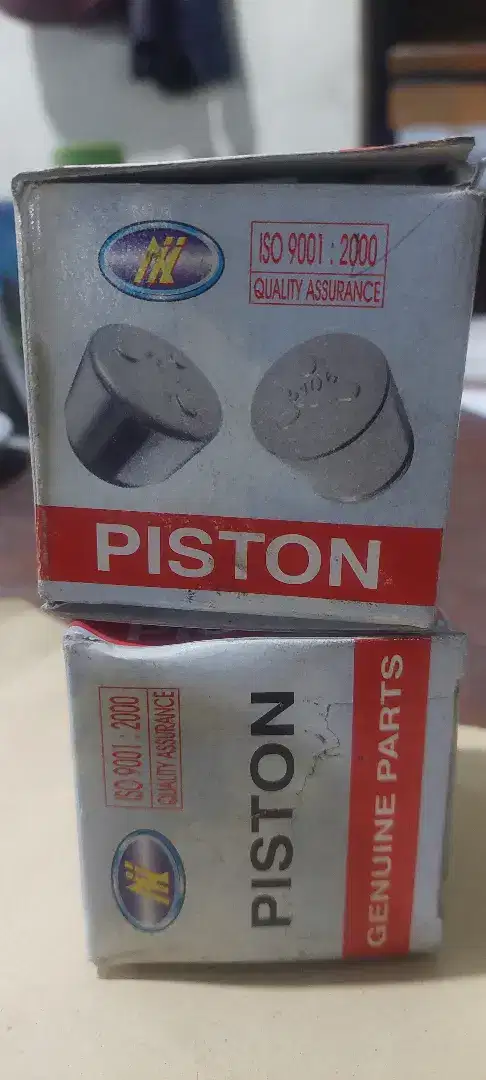 ISO 9001 : 2000
QUALITY ASSURANCE
PISTON
ISO 9001 : 2000
QUALITY ASSURANCE
PISTON
GENUINE PARTS